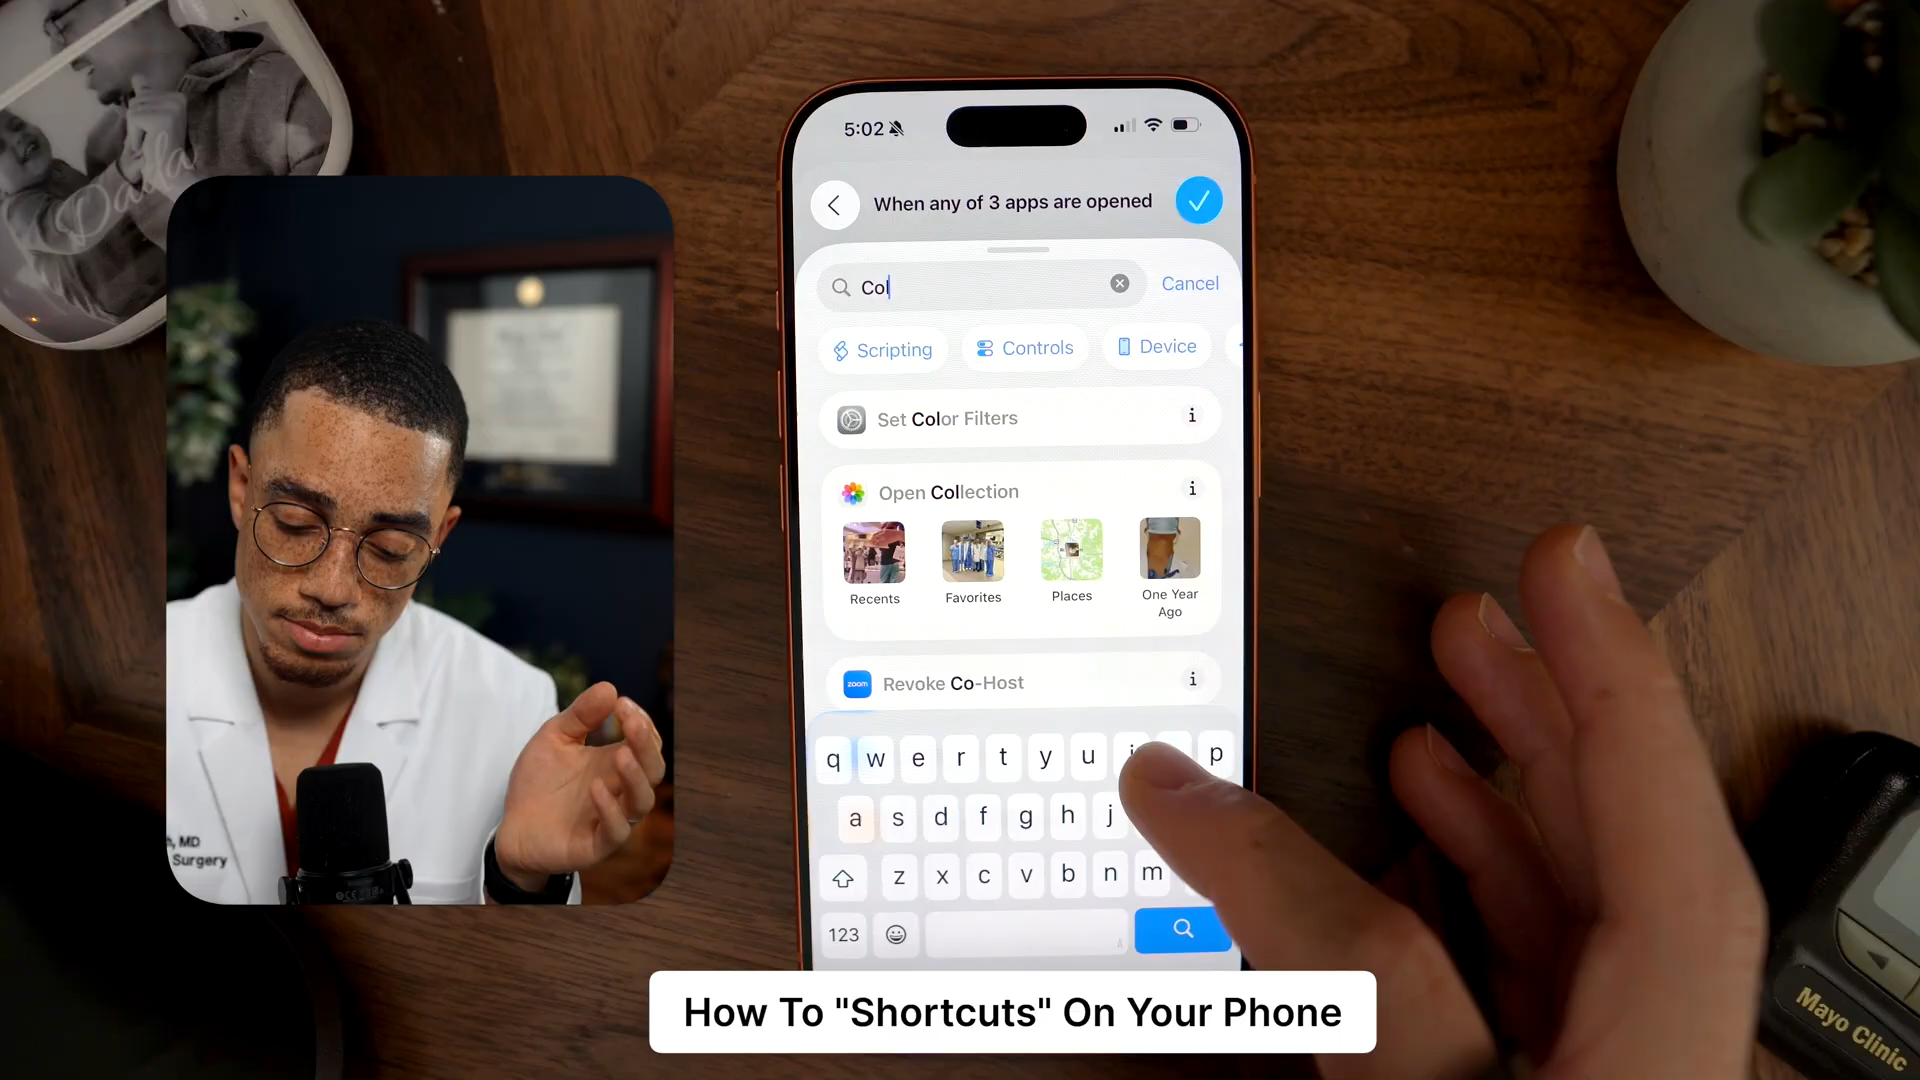 Dada
5:02
When any of 3 apps are opened
Col
Cancel
Scripting
Controls
Device
Set Color Filters
i
Open Collection
i
Recents
Favorites
Places
One Year
Ago
zoom
Revoke Co-Host
i
q w e r t y u i p
a s d f g h j
z x c v b n m
123
h, MD
Surgery
How To "Shortcuts" On Your Phone
Mayo Clinic